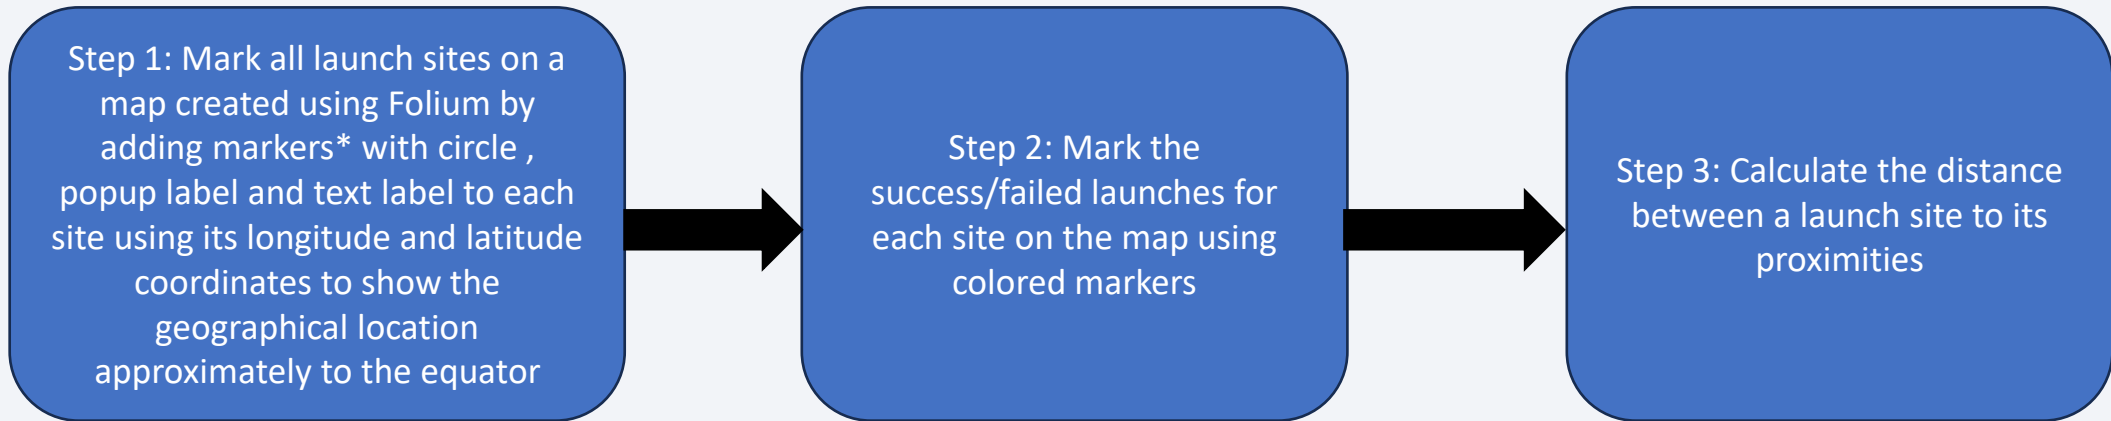 Step 1: Mark all launch sites on a
map created using Folium by
adding markers* with circle ,
popup label and text label to each
site using its longitude and latitude
coordinates to show the
geographical location
approximately to the equator
Step 2: Mark the
success/failed launches for
each site on the map using
colored markers
Step 3: Calculate the distance
between a launch site to its
proximities